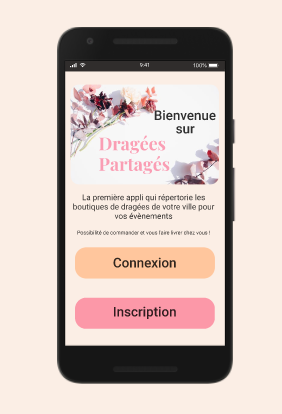 9:41
100%
Bienvenue
sur
Dragées
Partagés
La première appli qui répertorie les
boutiques de dragées de votre ville pour
vos évènements
Possibilité de commander et vous faire livrer chez vous !
Connexion
Inscription